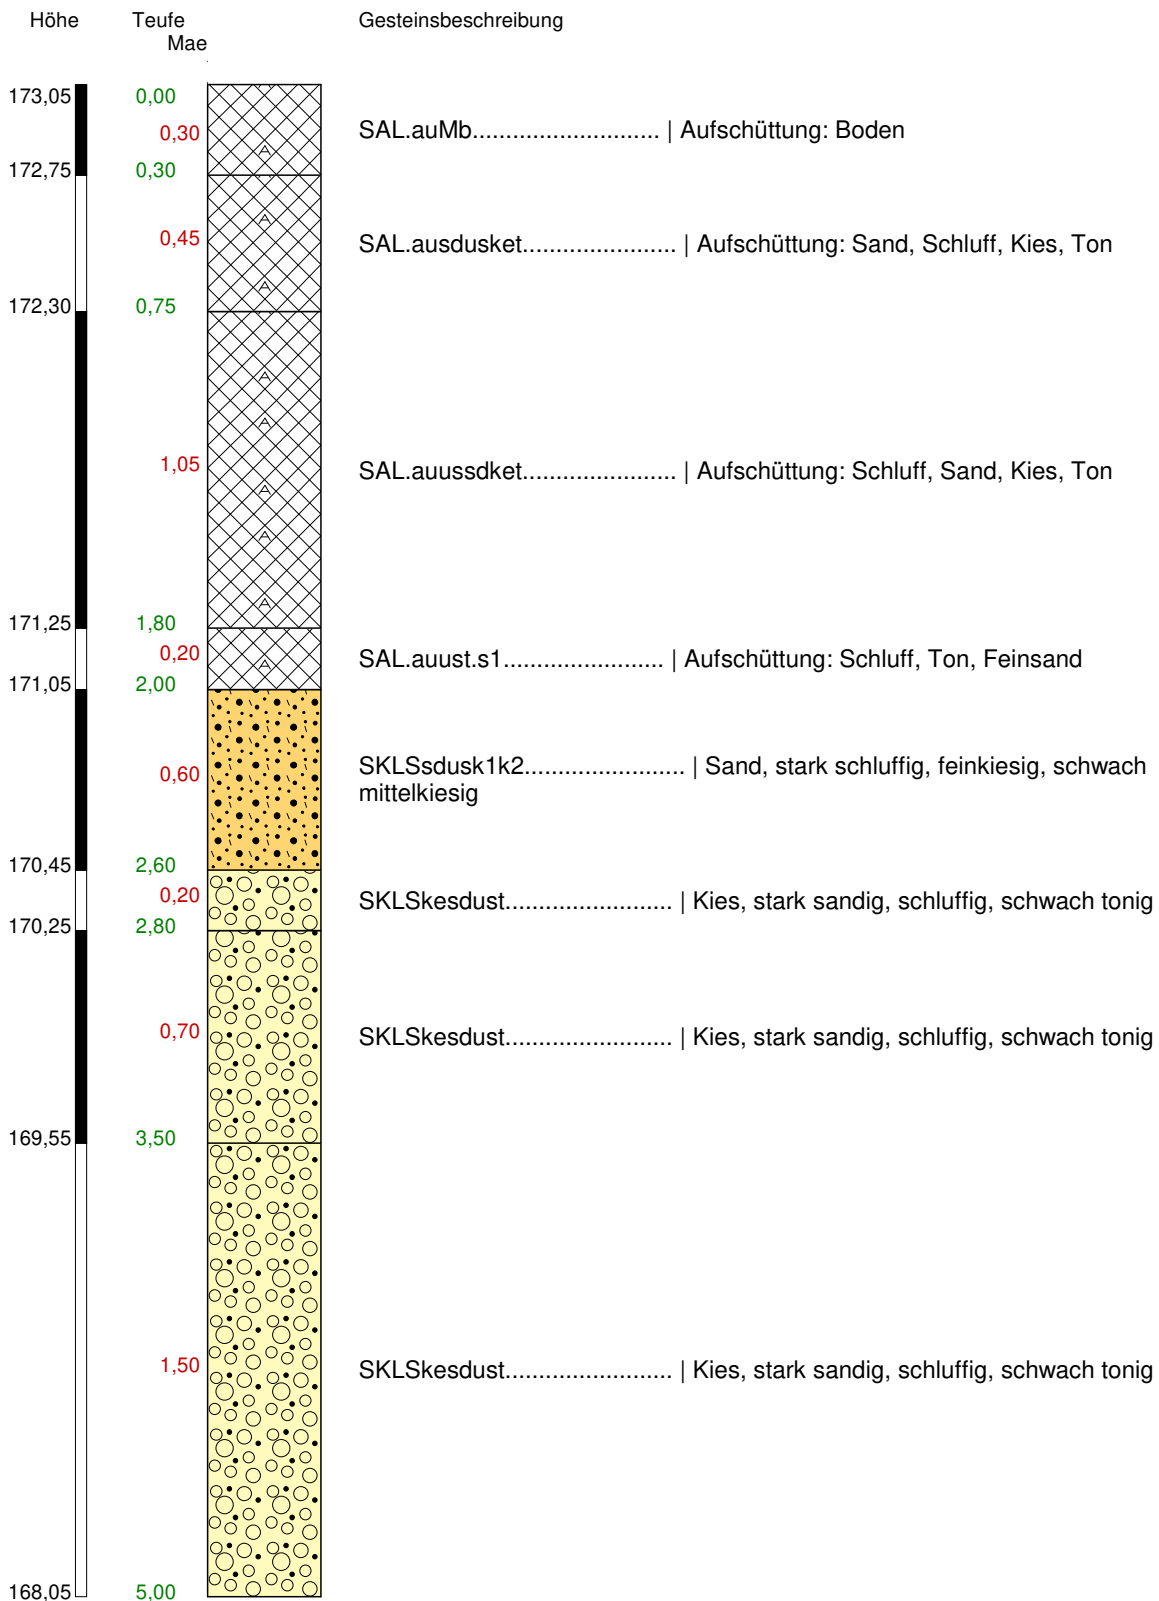 Höhe Teufe Gesteinsbeschreibung
Mae
173,05 0,00
0,30 SAL.auMb............................ | Aufschüttung: Boden
A
172,75 0,30
A
0,45 SAL.ausdusket....................... | Aufschüttung: Sand, Schluff, Kies, Ton
A
172,30 0,75
A
A
1,05 SAL.auussdket....................... | Aufschüttung: Schluff, Sand, Kies, Ton
A
A
A
171,25 1,80
0,20 SAL.auust.s1........................ | Aufschüttung: Schluff, Ton, Feinsand
A
171,05 2,00
0,60 SKLSsdusk1k2........................ | Sand, stark schluffig, feinkiesig, schwach
mittelkiesig
170,45 2,60
0,20 SKLSkesdust......................... | Kies, stark sandig, schluffig, schwach tonig
170,25 2,80
0,70 SKLSkesdust......................... | Kies, stark sandig, schluffig, schwach tonig
169,55 3,50
1,50 SKLSkesdust......................... | Kies, stark sandig, schluffig, schwach tonig
168,05 5,00